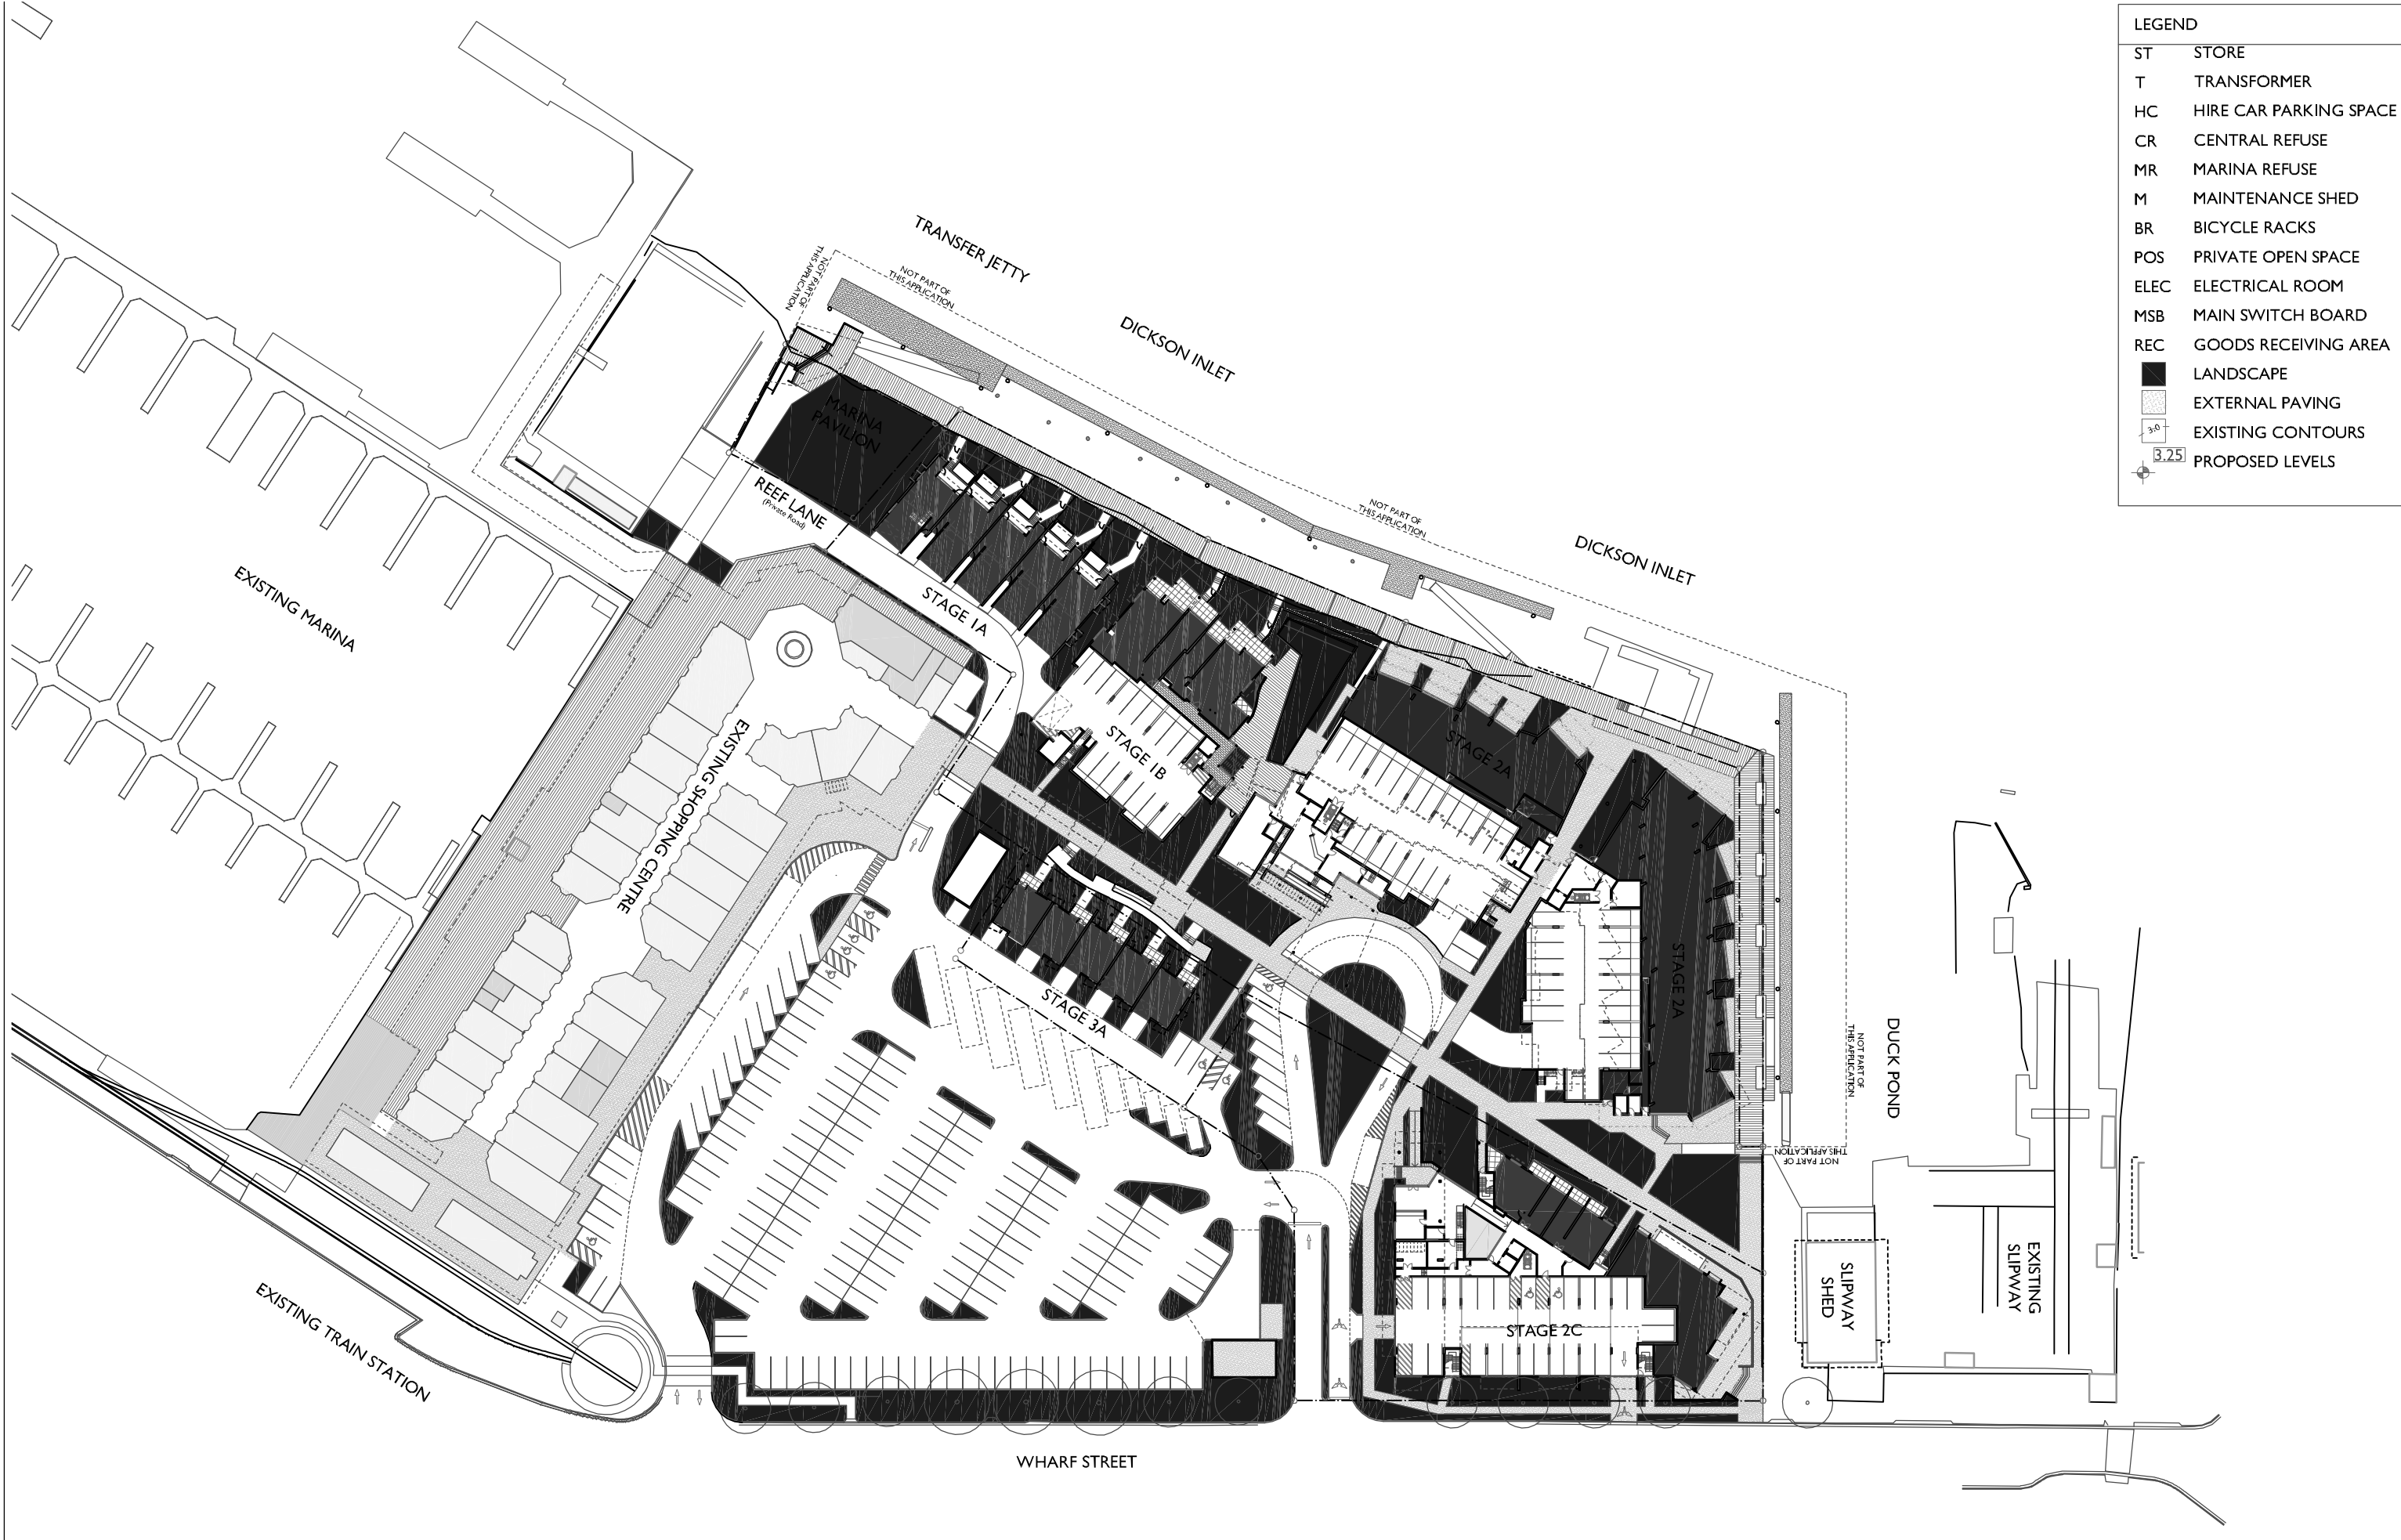 LEGEND
ST STORE
T TRANSFORMER
HC HIRE CAR PARKING SPACE
CR CENTRAL REFUSE
MR MARINA REFUSE
M MAINTENANCE SHED
BR BICYCLE RACKS
POS PRIVATE OPEN SPACE
ELEC ELECTRICAL ROOM
MSB MAIN SWITCH BOARD
REC GOODS RECEIVING AREA
LANDSCAPE
EXTERNAL PAVING
3.0 EXISTING CONTOURS
3.25 PROPOSED LEVELS
TRANSFER JETTY
NOT PART OF
THIS APPLICATION
NOT PART OF
THIS APPLICATION
DICKSON INLET
MARINA
PAVILION
REEF LANE
(Private Road)
NOT PART OF
THIS APPLICATION
DICKSON INLET
EXISTING MARINA
STAGE 1A
STAGE 1B
STAGE 2A
EXISTING SHOPPING CENTRE
STAGE 2A
STAGE 3A
NOT PART OF
THIS APPLICATION
DUCK POND
NOT PART OF
THIS APPLICATION
SLIPWAY
SHED
EXISTING
SLIPWAY
STAGE 2C
EXISTING TRAIN STATION
WHARF STREET